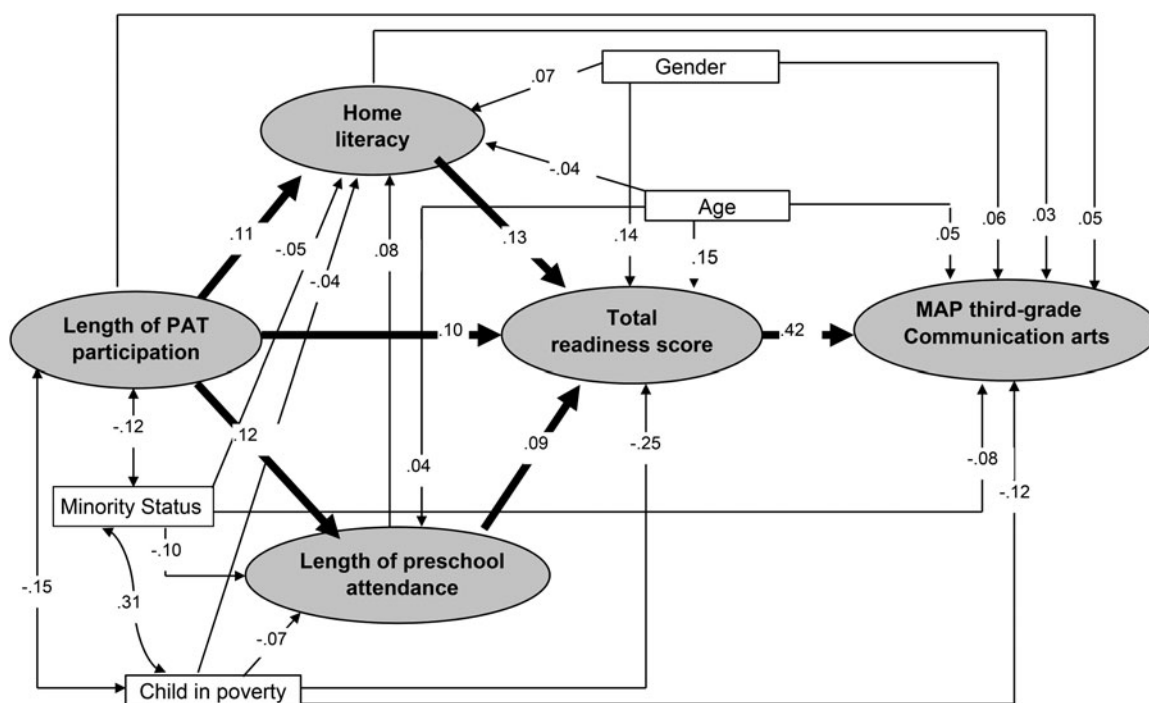 Gender
.07
Home
literacy
-.04
Age
.11
-.05
.08
.13
.14
.05
.06
.03
.05
-.04
.15
Length of PAT
participation
.10
Total
readiness score
.42
MAP third-grade
Communication arts
-.12
.12
.09
-.25
-.08
.04
-.12
Minority Status
-.10
Length of preschool
attendance
-.15
.31
-.07
Child in poverty